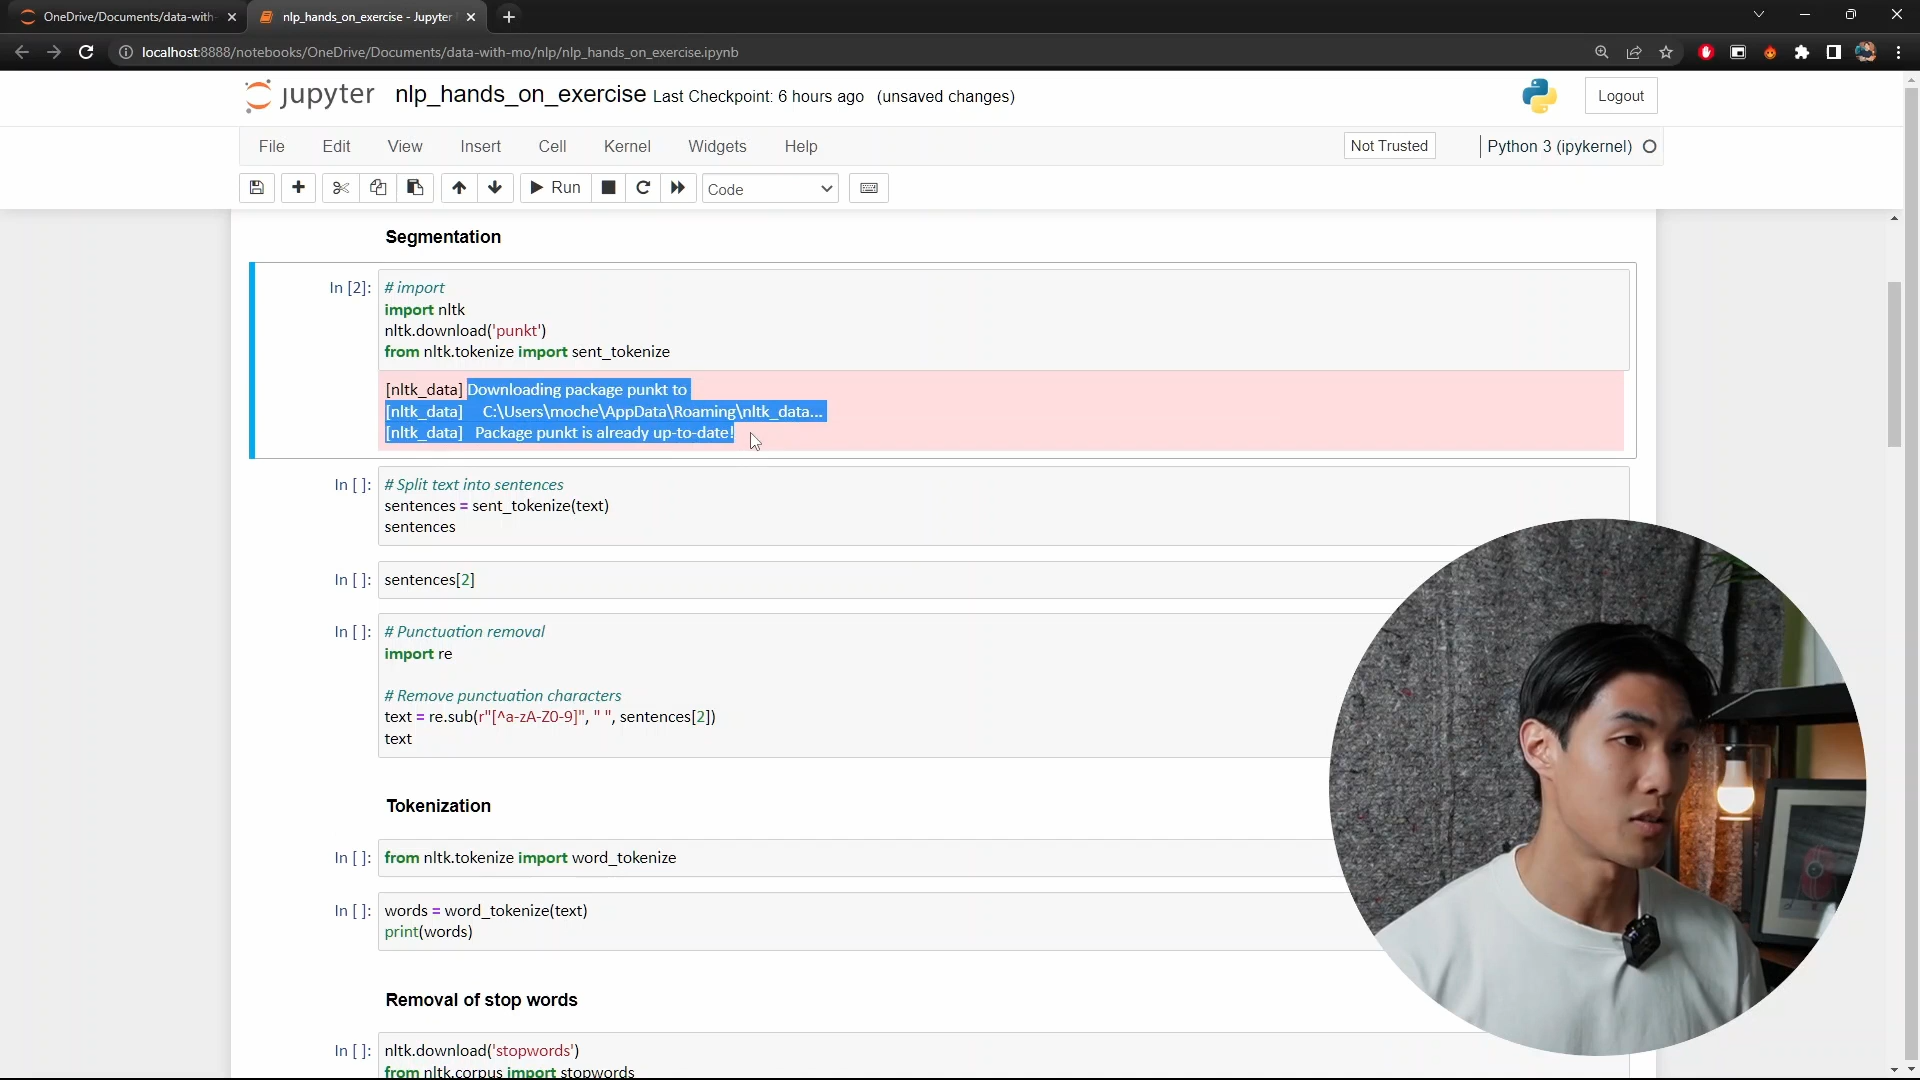 OneDrive/Documents/data-with-
nlp_hands_on_exercise - Jupyter
localhost:8888/notebooks/OneDrive/Documents/data-with-mo/nlp/nlp_hands_on_exercise.ipynb
jupyter nlp_hands_on_exercise Last Checkpoint: 6 hours ago (unsaved changes)
Logout
File Edit View Insert Cell Kernel Widgets Help
Not Trusted
Python 3 (ipykernel)
Run
Code
Segmentation
In [2]: # import
import nltk
nltk.download('punkt')
from nltk.tokenize import sent_tokenize
[nltk_data] Downloading package punkt to
[nltk_data] C:\Users\moche\AppData\Roaming\nltk_data...
[nltk_data] Package punkt is already up-to-date!
In [ ]: # Split text into sentences
sentences = sent_tokenize(text)
sentences
In [ ]: sentences[2]
In [ ]: # Punctuation removal
import re
# Remove punctuation characters
text = re.sub(r"[^a-zA-Z0-9]", " ", sentences[2])
text
Tokenization
In [ ]: from nltk.tokenize import word_tokenize
In [ ]: words = word_tokenize(text)
print(words)
Removal of stop words
In [ ]: nltk.download('stopwords')
from nltk.corpus import stopwords